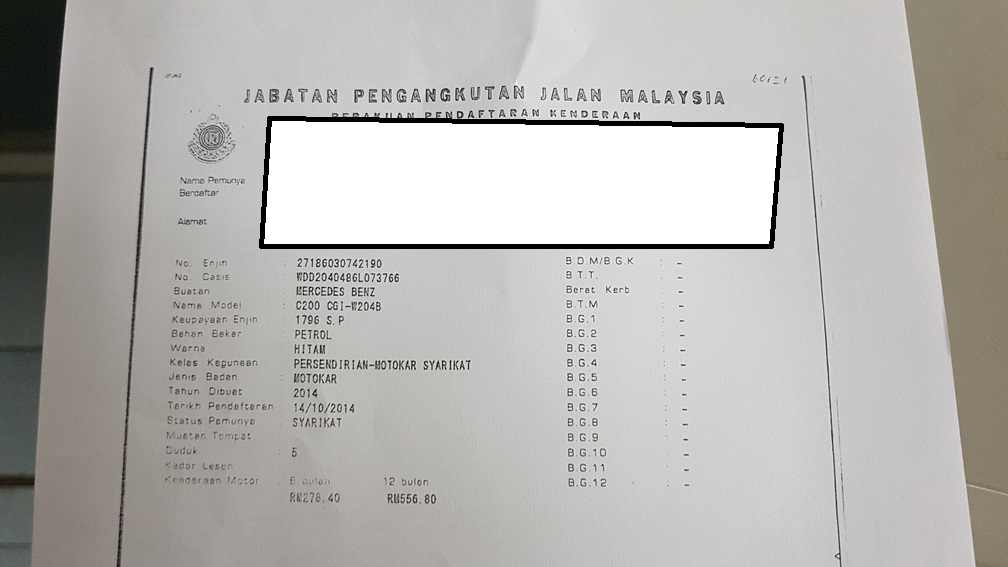 JABATAN PENGANGKUTAN JALAN MALAYSIA
PERAKUAN PENDAFTARAN KENDERAAN
Nama Pemunya
Berdaftar
Alamat
No. Enjin : 27186030742190 B.D.M/B.G.K : -
No. Casis : WDD2040486L073766 B.T.T. : -
Buatan : MERCEDES BENZ Berat Kerb : -
Nama Model : C200 CGI-W204B B.T.M : -
Keupayaan Enjin : 1796 S.P B.G.1 : -
Bahan Bakar : PETROL B.G.2 : -
Warna : HITAM B.G.3 : -
Kelas Kegunaan : PERSENDIRIAN-MOTOKAR SYARIKAT B.G.4 : -
Jenis Badan : MOTOKAR B.G.5 : -
Tahun Dibuat : 2014 B.G.6 : -
Tarikh Pendaftaran : 14/10/2014 B.G.7 : -
Status Pemunya : SYARIKAT B.G.8 : -
Muatan Tempat B.G.9 : -
Duduk : 5 B.G.10 : -
Kadar Lesen B.G.11 : -
Kenderaan Motor : 6 bulan 12 bulan B.G.12 : -
RM278.40 RM556.80